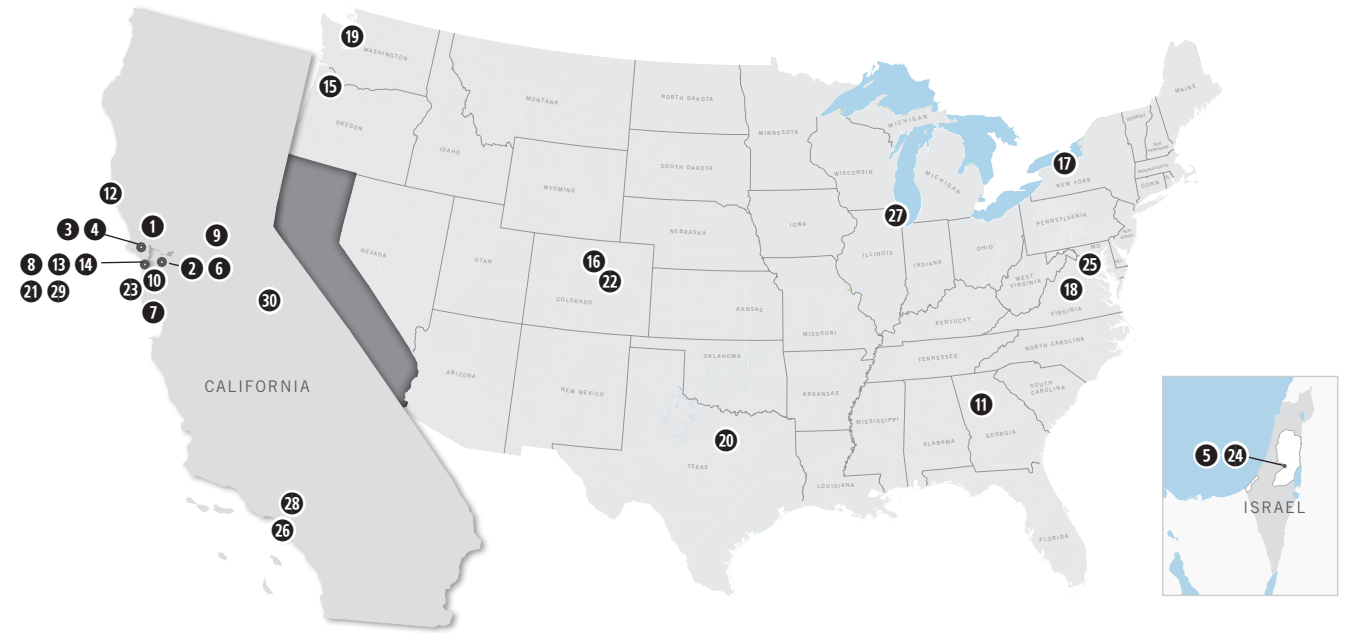 19
WASHINGTON
15
OREGON
MONTANA
IDAHO
WYOMING
NORTH DAKOTA
SOUTH DAKOTA
MINNESOTA
WISCONSIN
MICHIGAN
MICHIGAN
MAINE
VERMONT
NEW HAMPSHIRE
MASSACHUSETTS
CONN
17
NEW YORK
PENNSYLVANIA
NEW JERSEY
12
3 4 1 9
8 13 14 2 6
21 29 23 10
7
30
CALIFORNIA
28
26
NEVADA
UTAH
16
22
COLORADO
NEBRASKA
IOWA
27
ILLINOIS
INDIANA
OHIO
WEST VIRGINIA
MD
DEL
25
18
VIRGINIA
KANSAS
MISSOURI
KENTUCKY
TENNESSEE
NORTH CAROLINA
SOUTH CAROLINA
ARIZONA
NEW MEXICO
OKLAHOMA
ARKANSAS
20
TEXAS
LOUISIANA
MISSISSIPPI
ALABAMA
11
GEORGIA
FLORIDA
5 24
ISRAEL